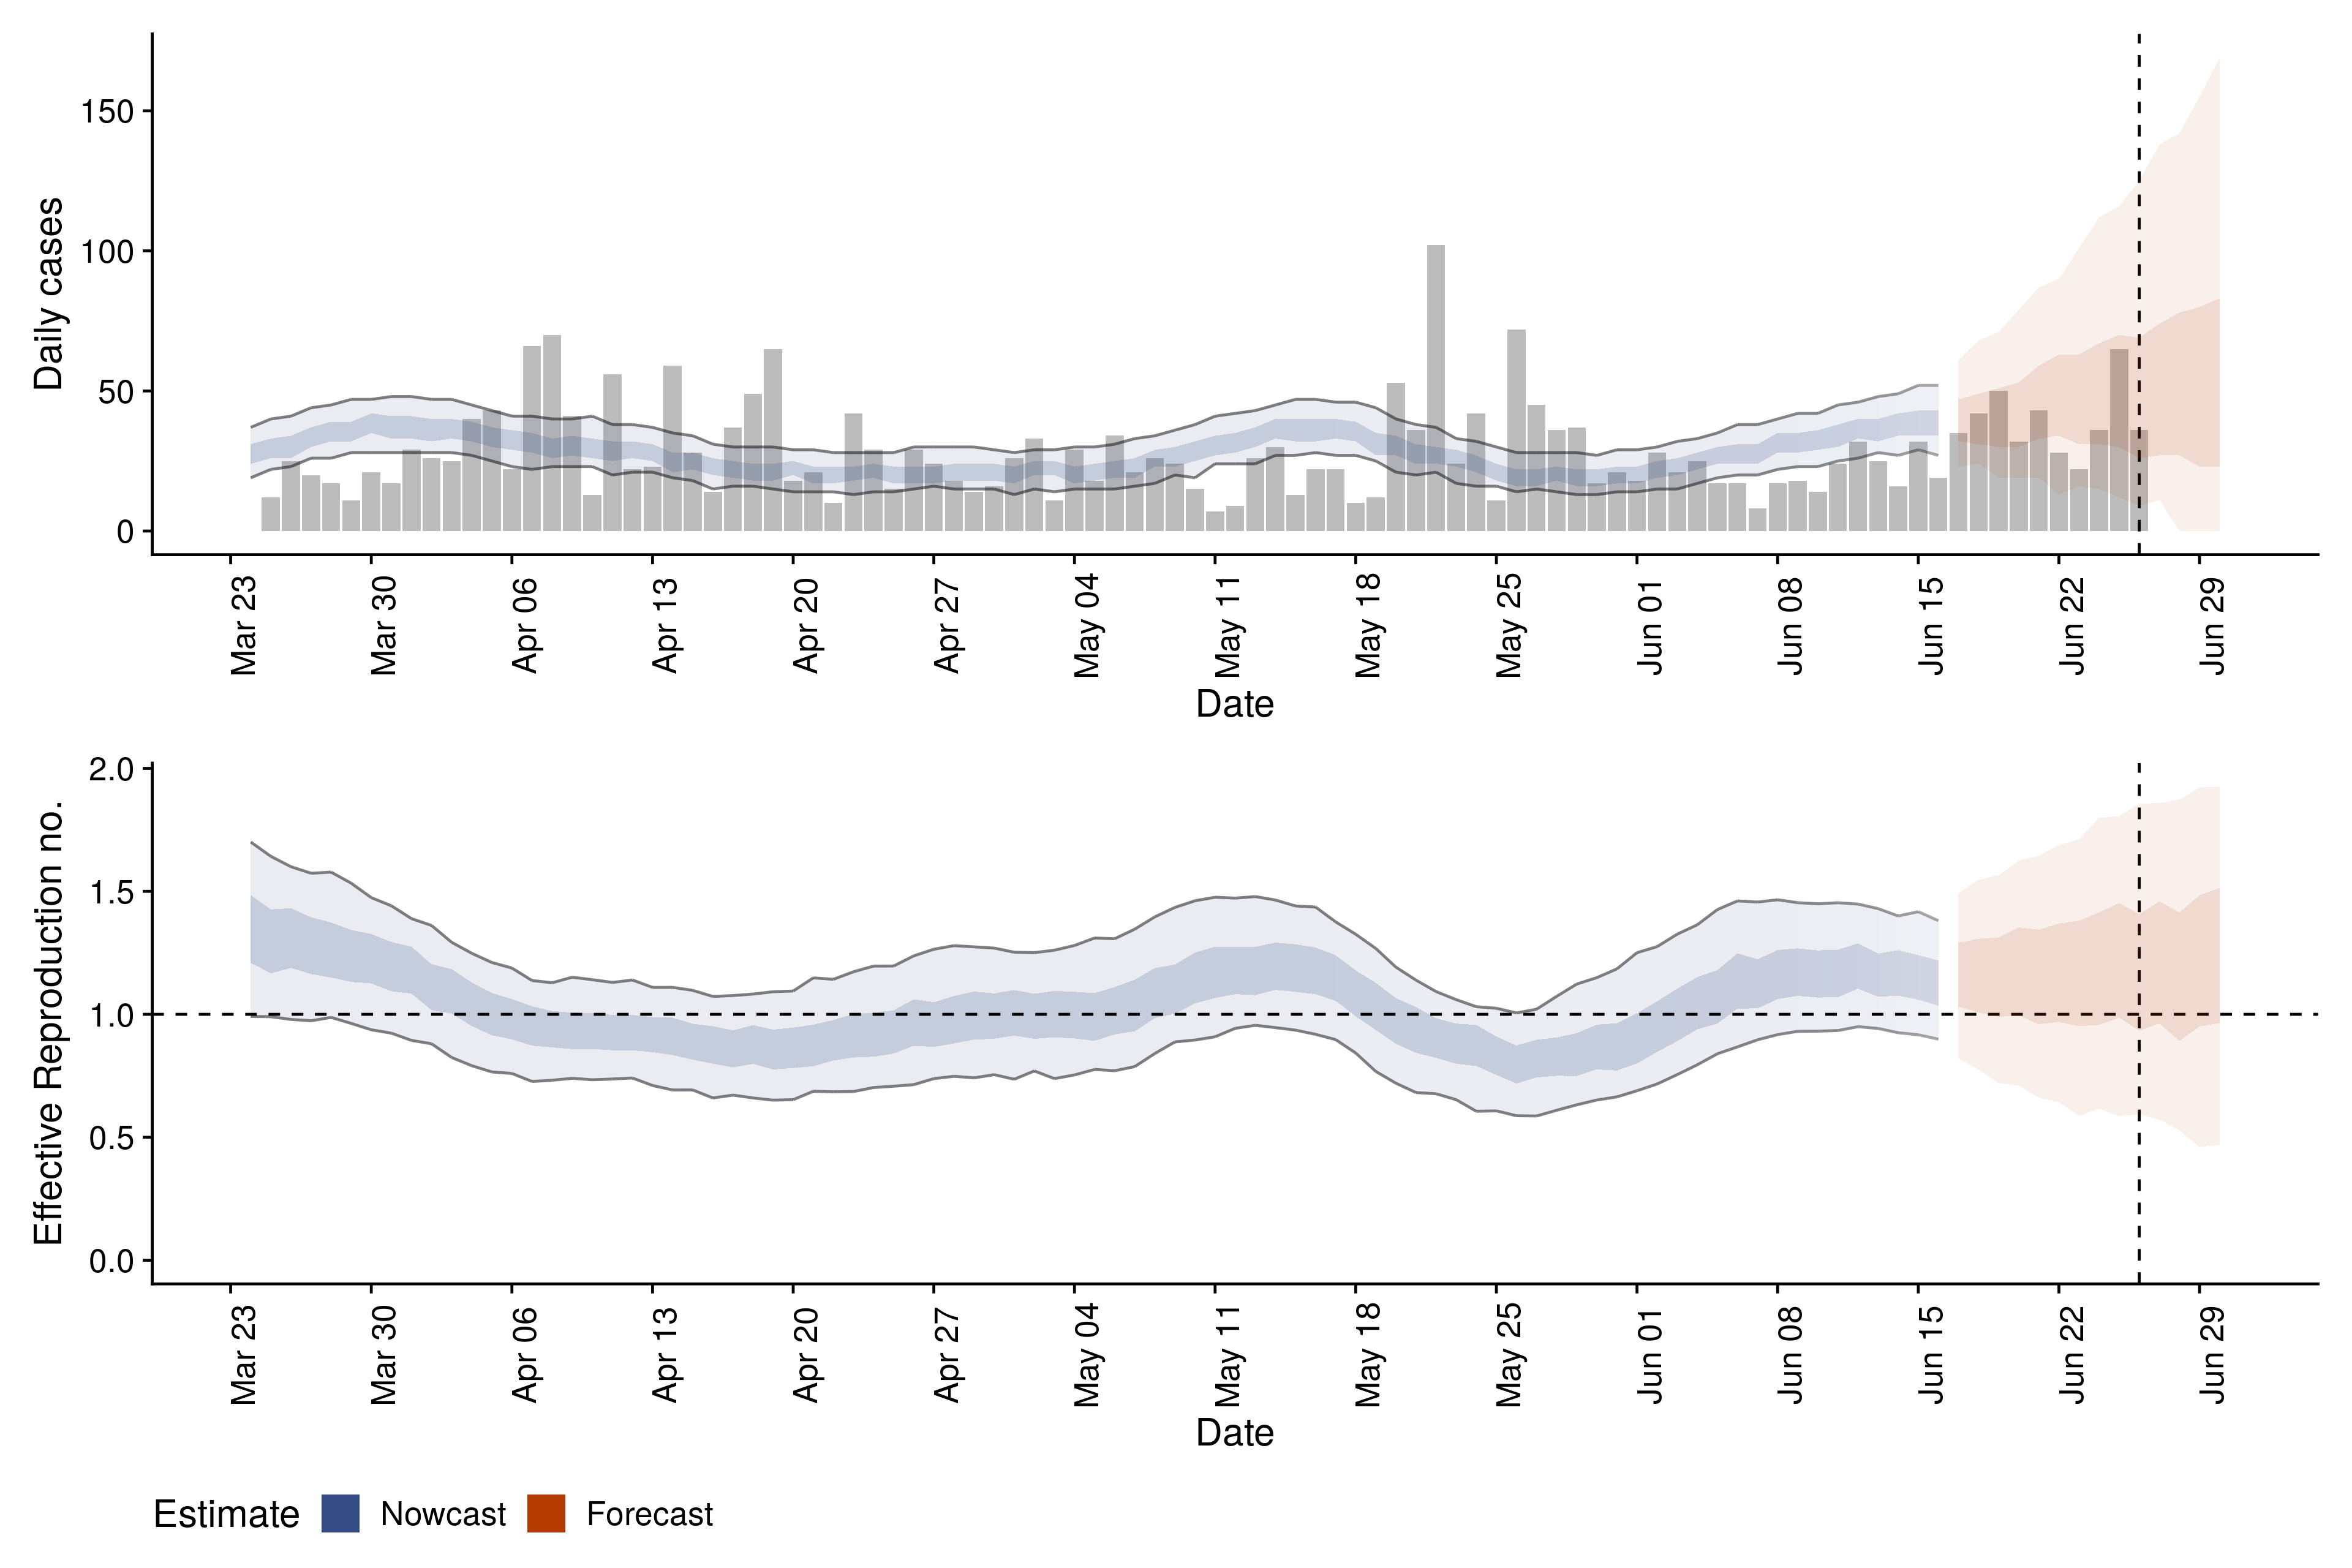 Daily cases
150
100
50
0
Mar 23
Mar 30
Apr 06
Apr 13
Apr 20
Apr 27
May 04
May 11
May 18
May 25
Jun 01
Jun 08
Jun 15
Jun 22
Jun 29
Date
Effective Reproduction no.
2.0
1.5
1.0
0.5
0.0
Mar 23
Mar 30
Apr 06
Apr 13
Apr 20
Apr 27
May 04
May 11
May 18
May 25
Jun 01
Jun 08
Jun 15
Jun 22
Jun 29
Date
Estimate Nowcast Forecast